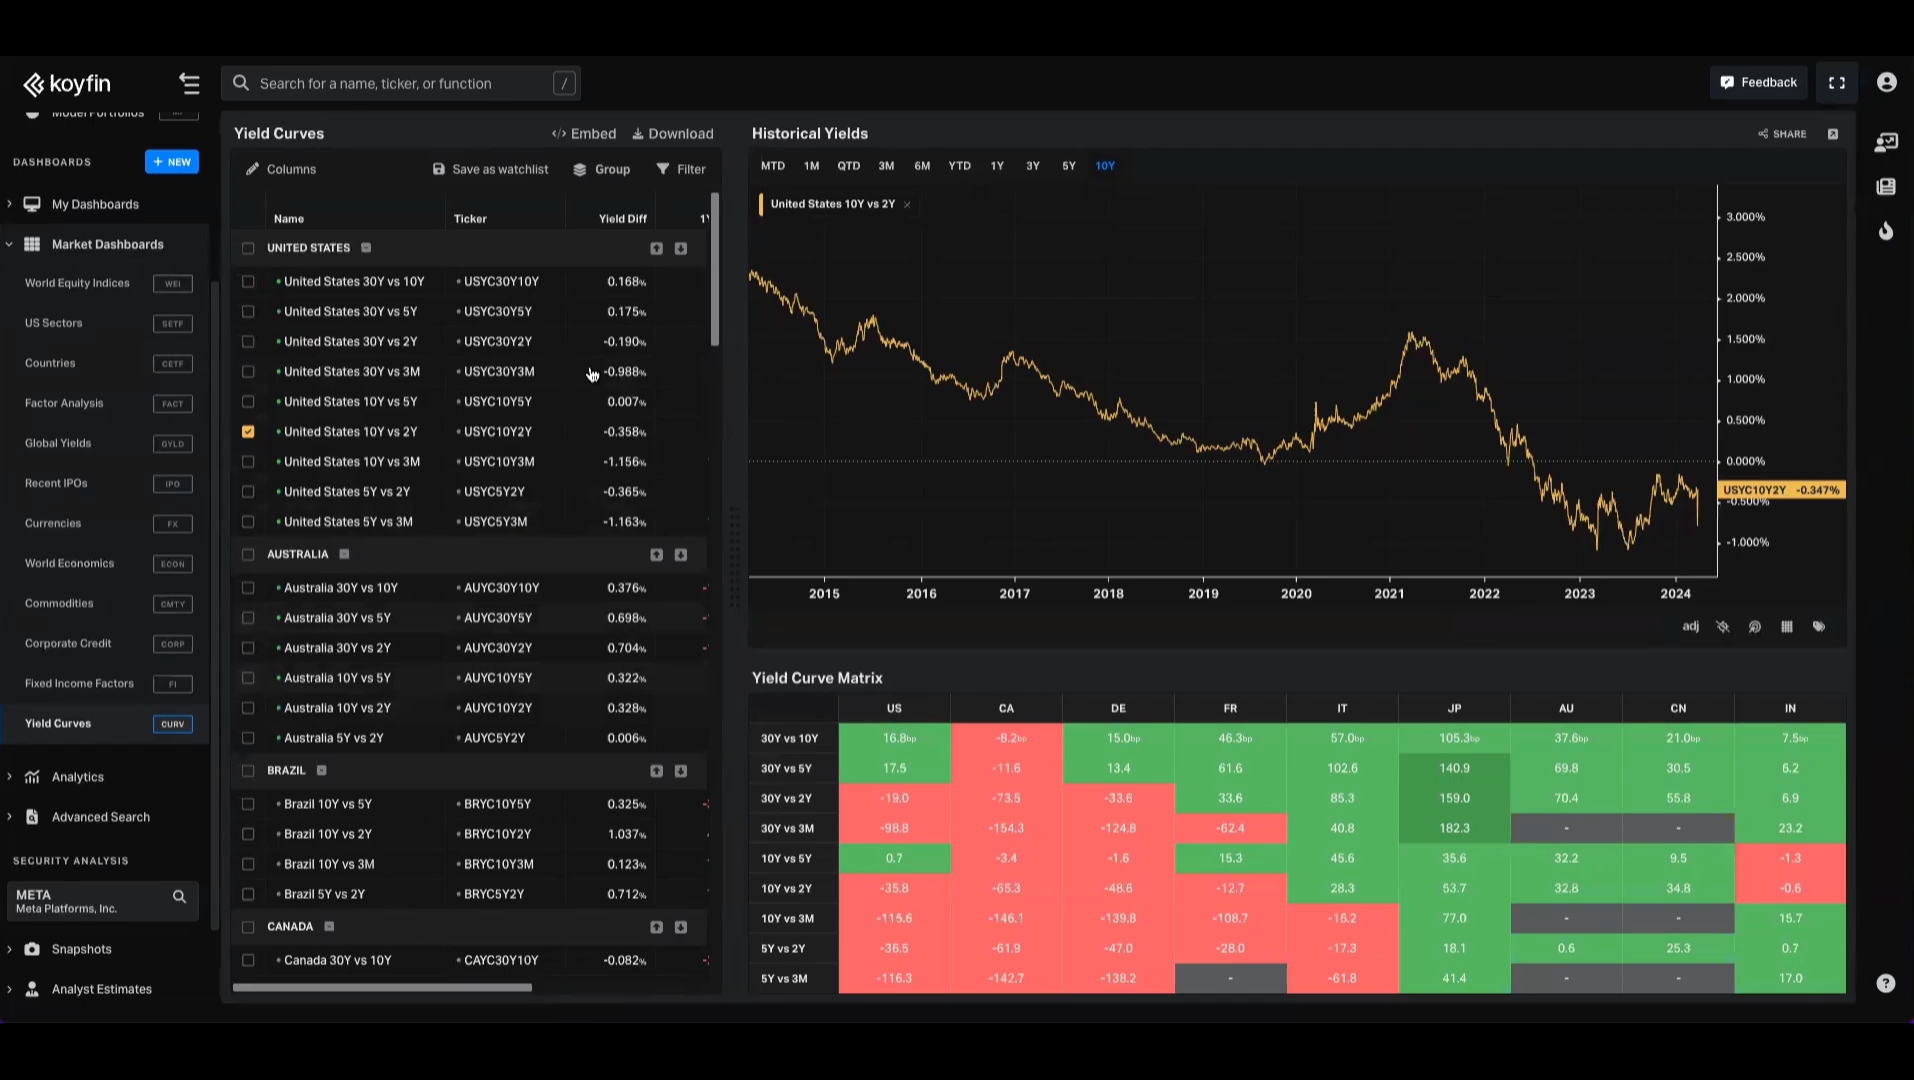 koyfin
Search for a name, ticker, or function /
Feedback
Model Portfolios
DASHBOARDS
+ NEW
My Dashboards
Market Dashboards
World Equity Indices WEI
US Sectors SETF
Countries CETF
Factor Analysis FACT
Global Yields GYLD
Recent IPOs IPO
Currencies FX
World Economics ECON
Commodities CMTY
Corporate Credit CORP
Fixed Income Factors FI
Yield Curves CURV
Analytics
Advanced Search
SECURITY ANALYSIS
META
Meta Platforms, Inc.
Snapshots
Analyst Estimates
Yield Curves
</> Embed
Download
Columns
Save as watchlist
Group
Filter
Name Ticker Yield Diff
UNITED STATES
United States 30Y vs 10Y USYC30Y10Y 0.168%
United States 30Y vs 5Y USYC30Y5Y 0.175%
United States 30Y vs 2Y USYC30Y2Y -0.190%
United States 30Y vs 3M USYC30Y3M -0.988%
United States 10Y vs 5Y USYC10Y5Y 0.007%
United States 10Y vs 2Y USYC10Y2Y -0.358%
United States 10Y vs 3M USYC10Y3M -1.156%
United States 5Y vs 2Y USYC5Y2Y -0.365%
United States 5Y vs 3M USYC5Y3M -1.163%
AUSTRALIA
Australia 30Y vs 10Y AUYC30Y10Y 0.376%
Australia 30Y vs 5Y AUYC30Y5Y 0.698%
Australia 30Y vs 2Y AUYC30Y2Y 0.704%
Australia 10Y vs 5Y AUYC10Y5Y 0.322%
Australia 10Y vs 2Y AUYC10Y2Y 0.328%
Australia 5Y vs 2Y AUYC5Y2Y 0.006%
BRAZIL
Brazil 10Y vs 5Y BRYC10Y5Y 0.325%
Brazil 10Y vs 2Y BRYC10Y2Y 1.037%
Brazil 10Y vs 3M BRYC10Y3M 0.123%
Brazil 5Y vs 2Y BRYC5Y2Y 0.712%
CANADA
Canada 30Y vs 10Y CAYC30Y10Y -0.082%
Historical Yields
SHARE
MTD 1M QTD 3M 6M YTD 1Y 3Y 5Y 10Y
United States 10Y vs 2Y ×
3.000%
2.500%
2.000%
1.500%
1.000%
0.500%
0.000%
USYC10Y2Y -0.347%
-0.500%
-1.000%
2015 2016 2017 2018 2019 2020 2021 2022 2023 2024
adj
Yield Curve Matrix
US CA DE FR IT JP AU CN IN
30Y vs 10Y 16.8bp -8.2bp 15.0bp 46.3bp 57.0bp 105.3bp 37.6bp 21.0bp 7.5bp
30Y vs 5Y 17.5 -11.6 13.4 61.6 102.6 140.9 69.8 30.5 6.2
30Y vs 2Y -19.0 -73.5 -33.6 33.6 85.3 159.0 70.4 55.8 6.9
30Y vs 3M -98.8 -154.3 -124.8 -62.4 40.8 182.3 - - 23.2
10Y vs 5Y 0.7 -3.4 -1.6 15.3 45.6 35.6 32.2 9.5 -1.3
10Y vs 2Y -35.8 -65.3 -48.6 -12.7 28.3 53.7 32.8 34.8 -0.6
10Y vs 3M -115.6 -146.1 -139.8 -108.7 -16.2 77.0 - - 15.7
5Y vs 2Y -36.5 -61.9 -47.0 -28.0 -17.3 18.1 0.6 25.3 0.7
5Y vs 3M -116.3 -142.7 -138.2 - -61.8 41.4 - - 17.0